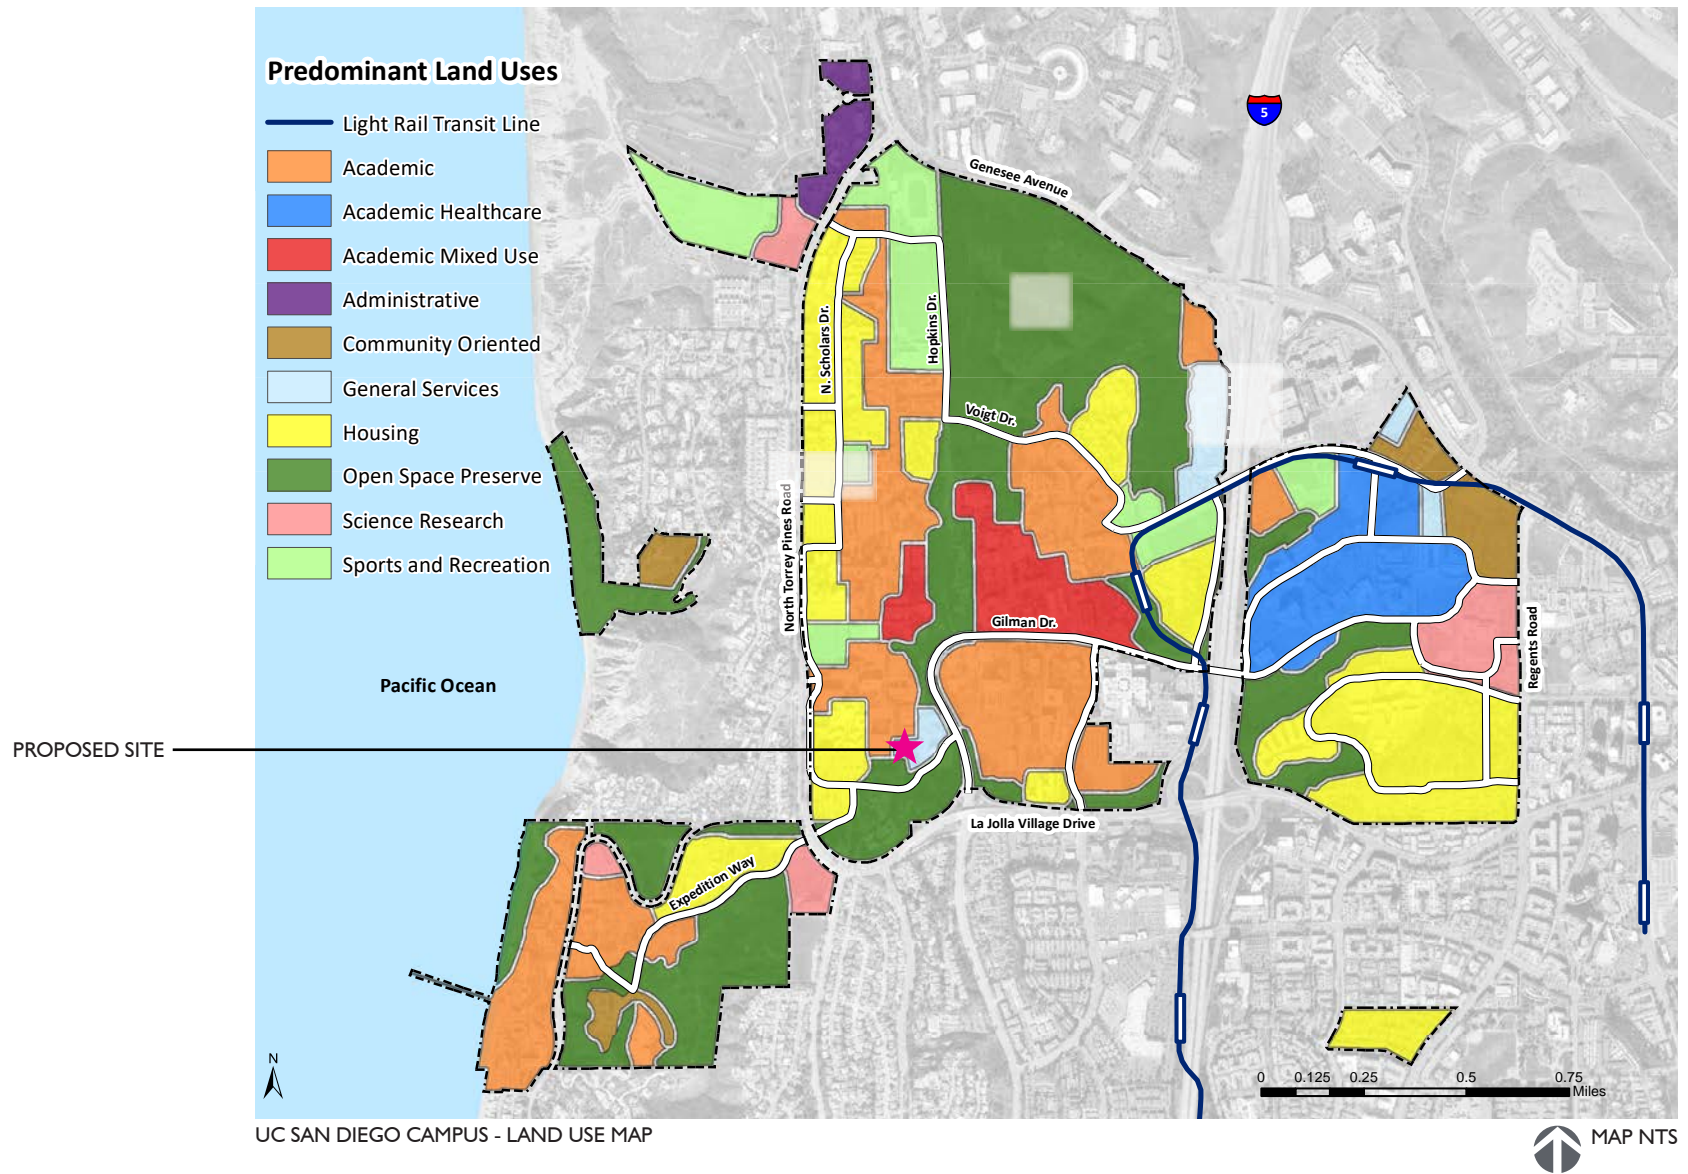 Predominant Land Uses
Light Rail Transit Line
Academic
Academic Healthcare
Academic Mixed Use
Administrative
Community Oriented
General Services
Housing
Open Space Preserve
Science Research
Sports and Recreation
5
Genesee Avenue
N. Scholars Dr.
Hopkins Dr.
Voigt Dr.
North Torrey Pines Road
Gilman Dr.
Regents Road
Pacific Ocean
PROPOSED SITE
La Jolla Village Drive
Expedition Way
N
0 0.125 0.25 0.5 0.75
Miles
UC SAN DIEGO CAMPUS - LAND USE MAP
MAP NTS